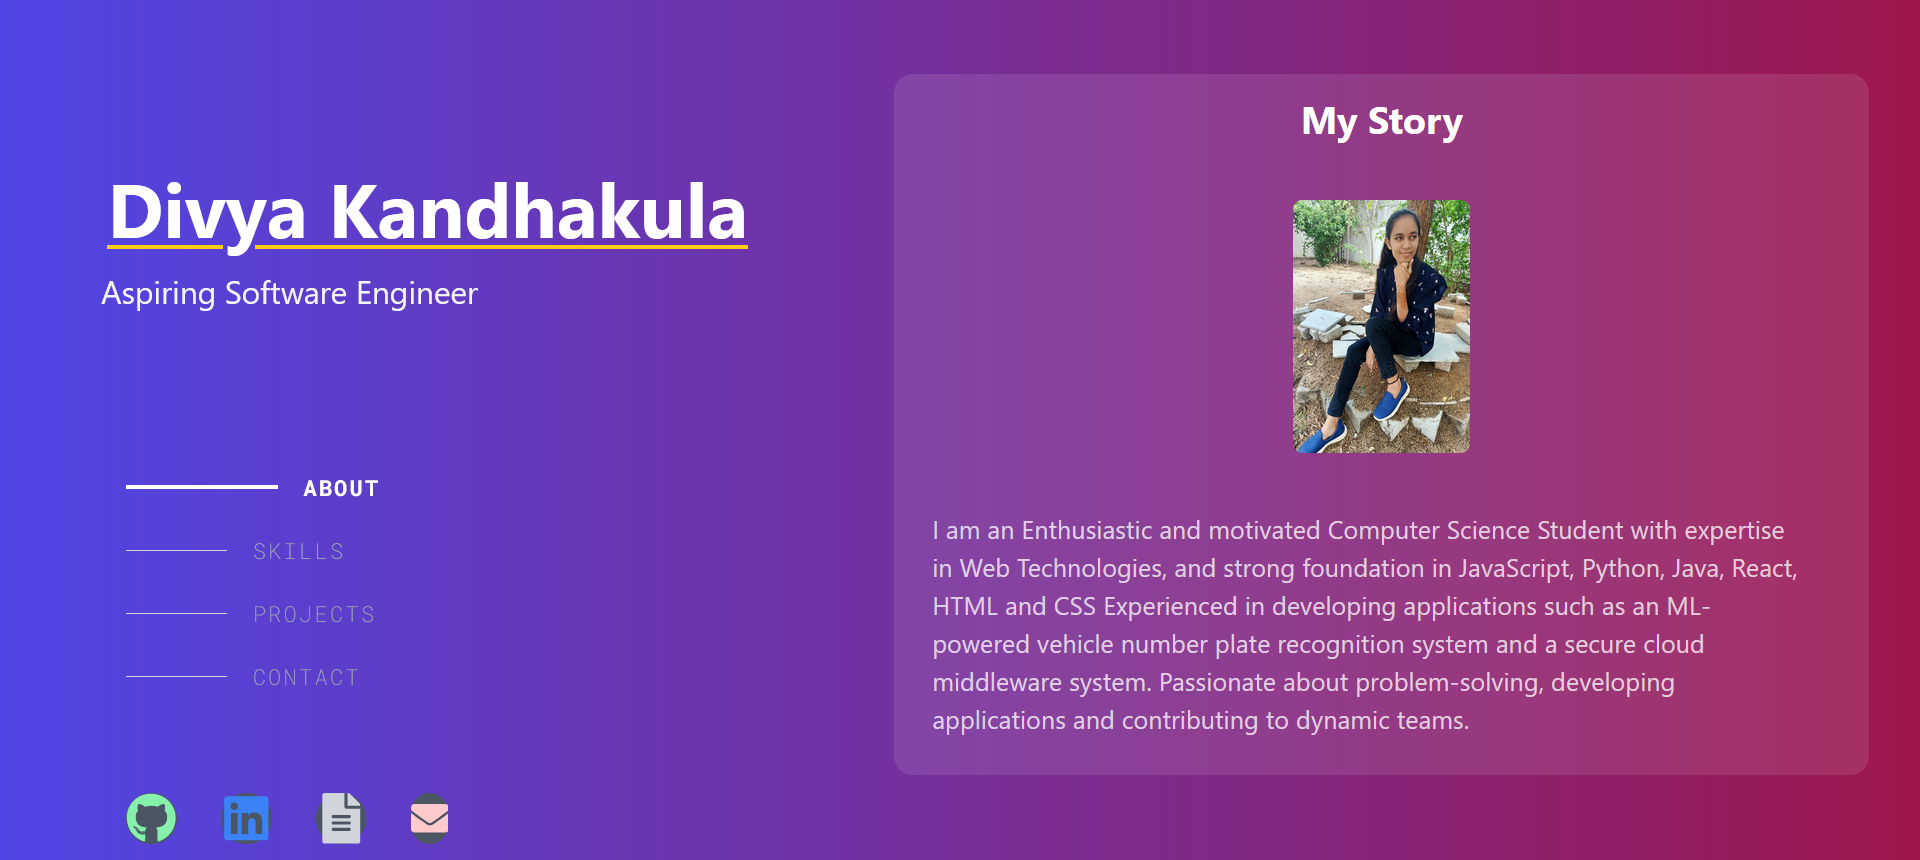 Divya Kandhakula
Aspiring Software Engineer
ABOUT
SKILLS
PROJECTS
CONTACT
in
My Story
I am an Enthusiastic and motivated Computer Science Student with expertise
in Web Technologies, and strong foundation in JavaScript, Python, Java, React,
HTML and CSS Experienced in developing applications such as an ML-
powered vehicle number plate recognition system and a secure cloud
middleware system. Passionate about problem-solving, developing
applications and contributing to dynamic teams.